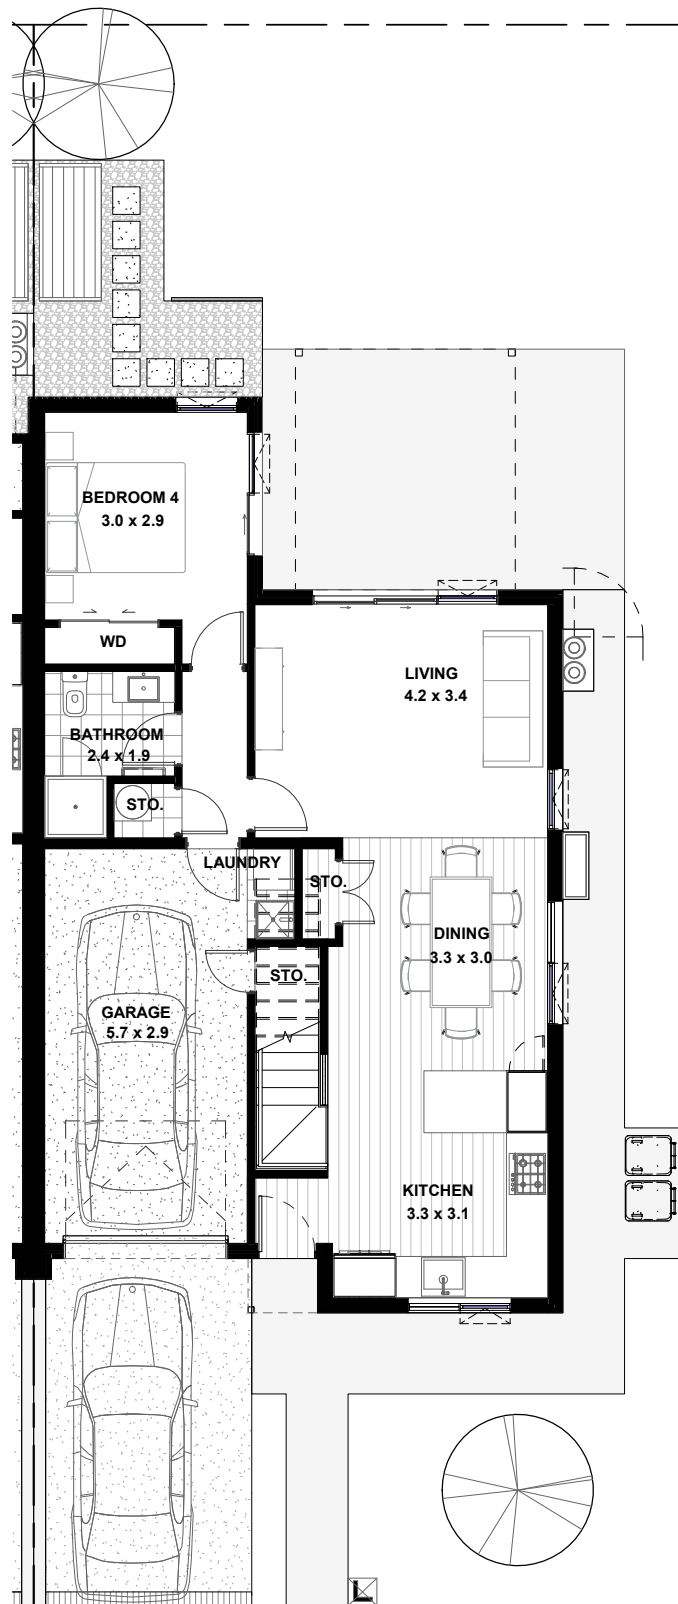 BEDROOM 4
3.0 x 2.9
WD
LIVING
4.2 x 3.4
BATHROOM
2.4 x 1.9
STO.
LAUNDRY
STO.
DINING
3.3 x 3.0
STO.
GARAGE
5.7 x 2.9
KITCHEN
3.3 x 3.1
L